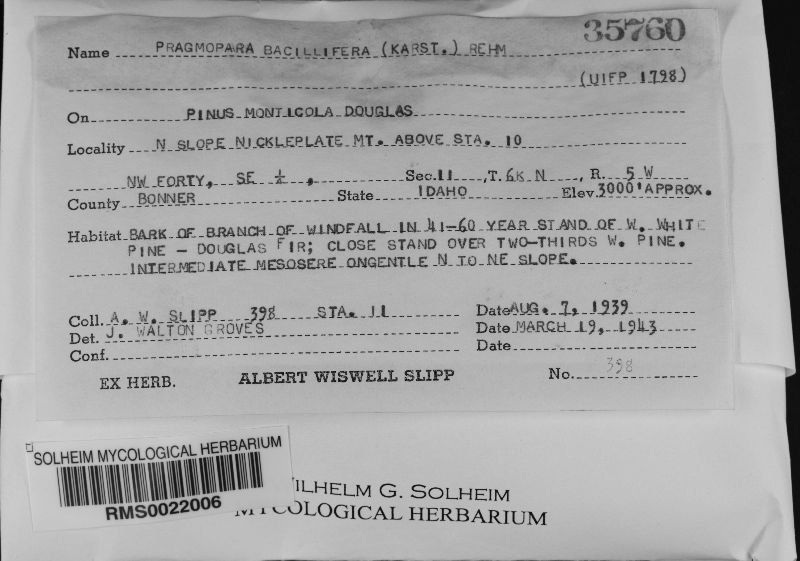 35760
Name PRAGMOPARA BACILLIFERA (KARST.) REHM
(UIFP 1798)
On PINUS MONTICOLA DOUGLAS
Locality N SLOPE NICKLEPLATE MT. ABOVE STA. 10
NW FORTY, SE ¼, Sec. 11, T. 6K N, R. 5 W
County BONNER State IDAHO Elev. 3000' APPROX.
Habitat BARK OF BRANCH OF WINDFALL IN 41-60 YEAR STAND OF W. WHITE
PINE - DOUGLAS FIR; CLOSE STAND OVER TWO-THIRDS W. PINE.
INTERMEDIATE MESOSERE ONGENTLE N TO NE SLOPE.
Coll. A. W. SLIPP 398 STA. 11 Date AUG. 7, 1939
Det. J. WALTON GROVES Date MARCH 19, 1943
Conf. Date
EX HERB. ALBERT WISWELL SLIPP No. 398
SOLHEIM MYCOLOGICAL HERBARIUM
RMS0022006
WILHELM G. SOLHEIM
MYCOLOGICAL HERBARIUM